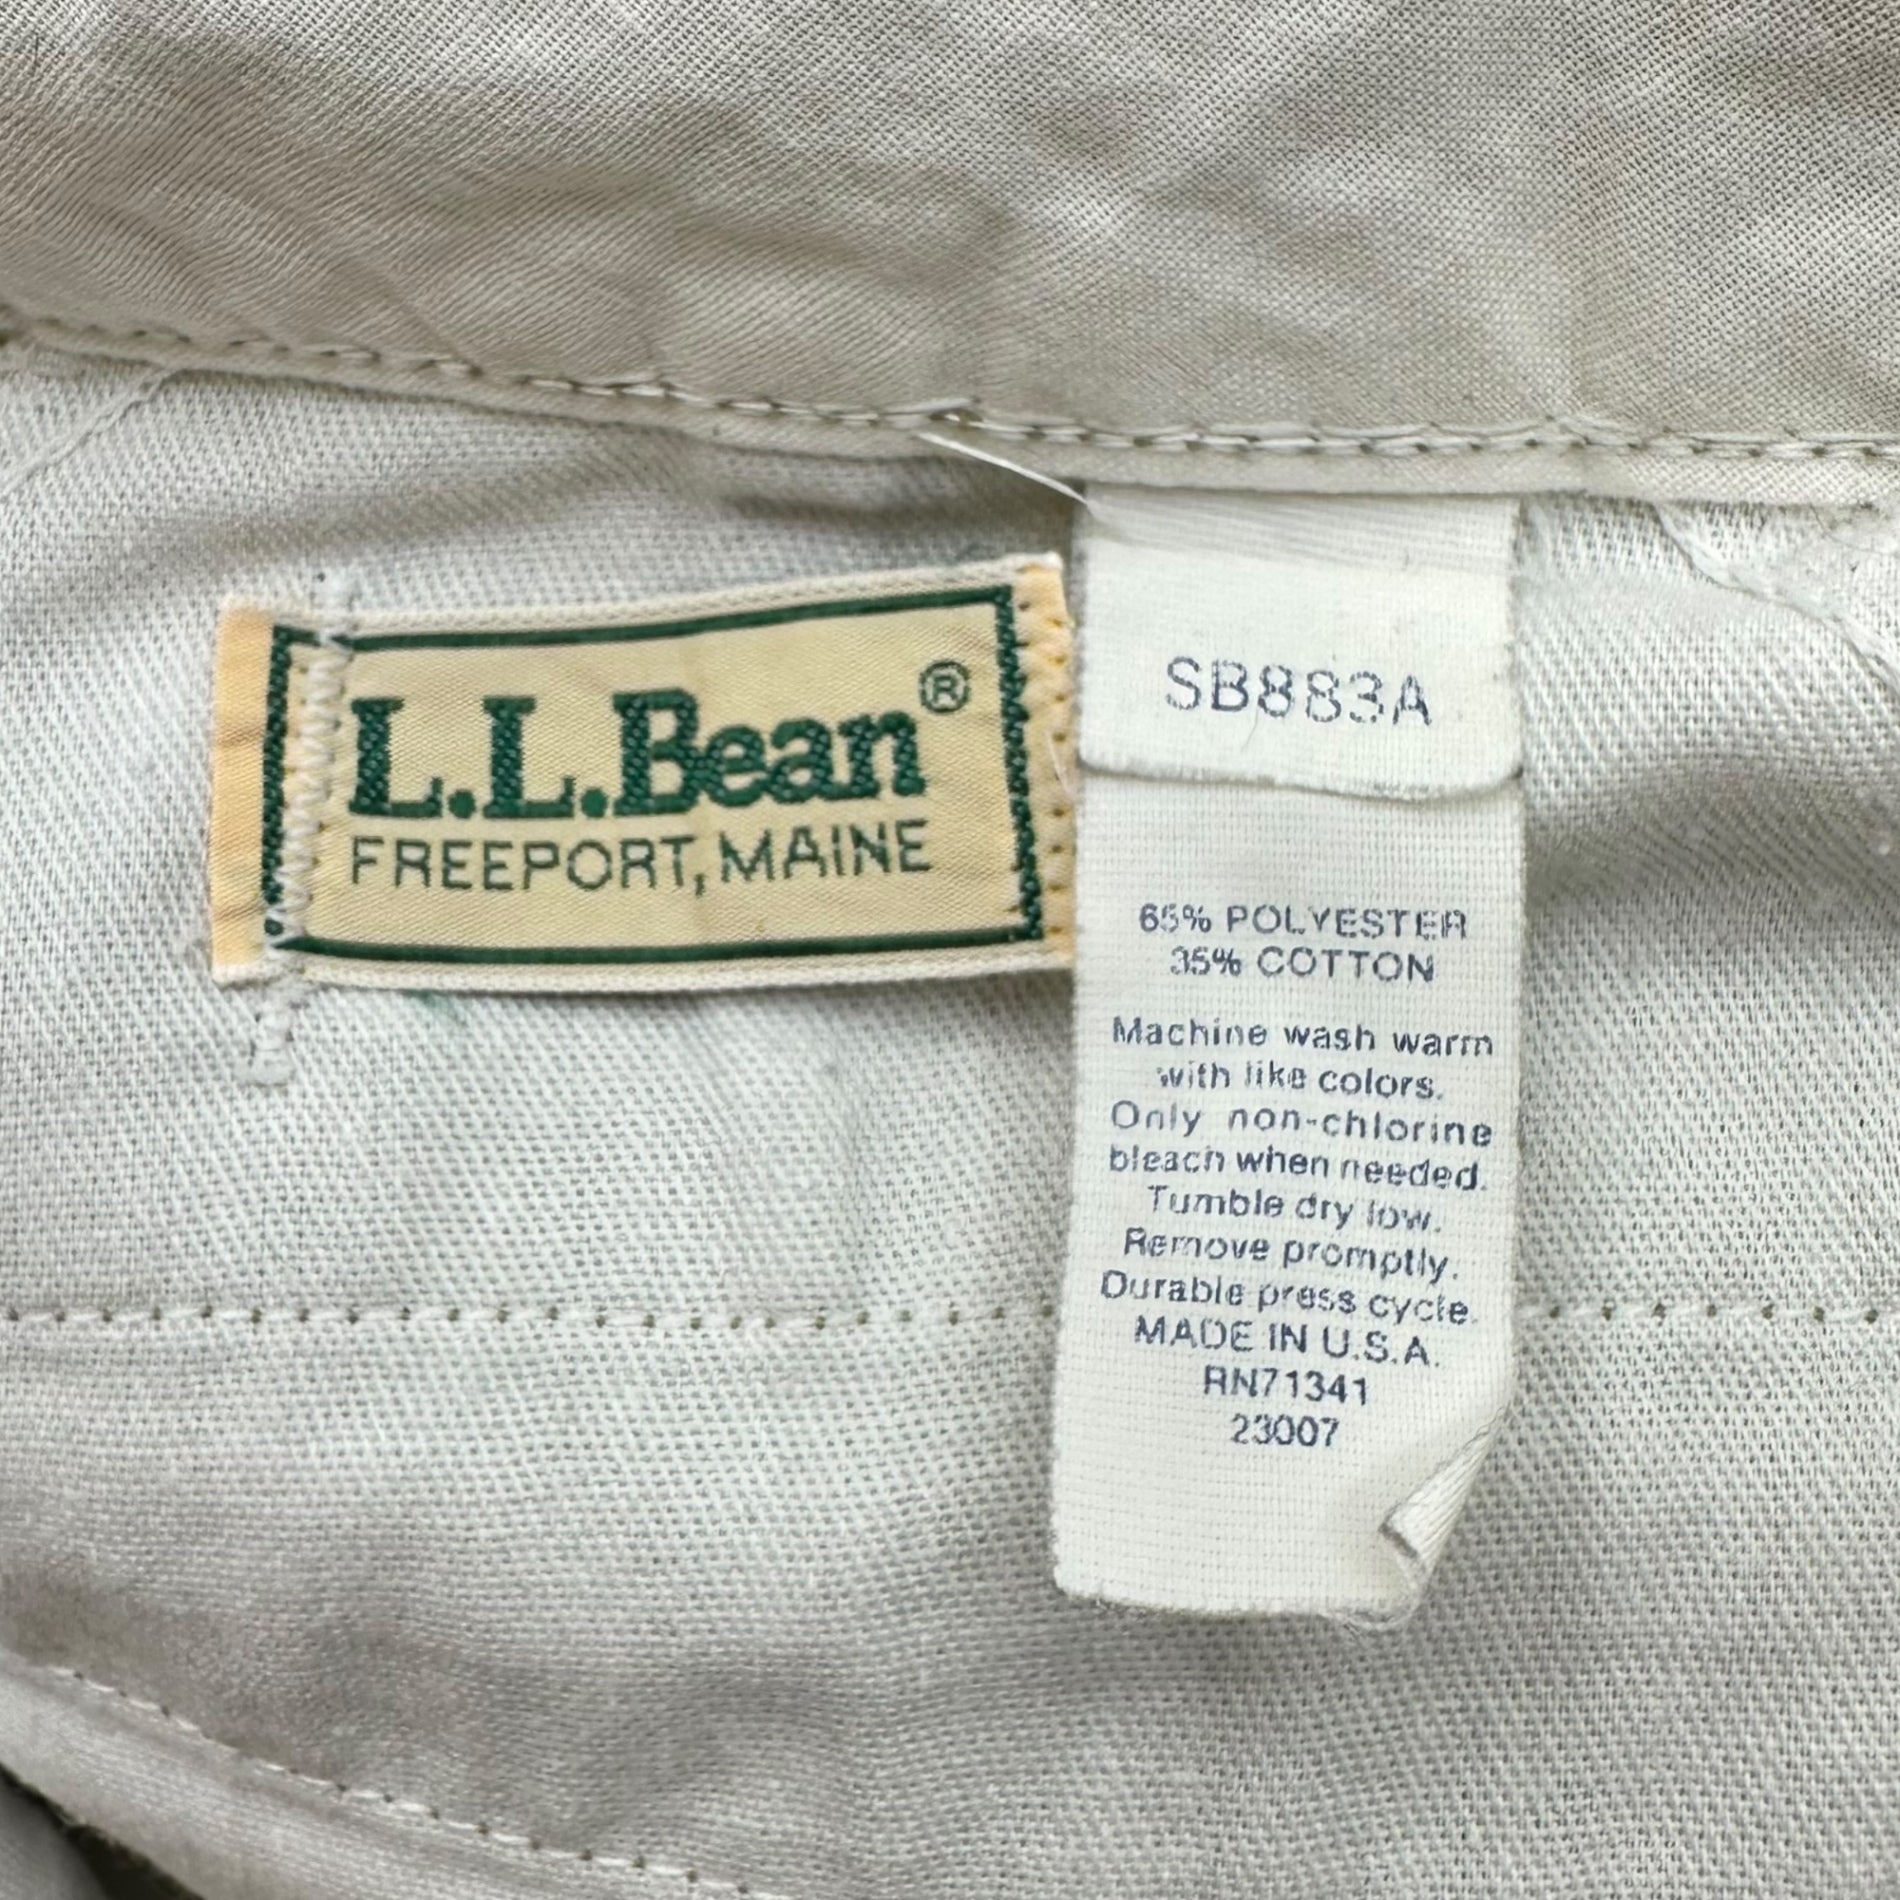 L.L.Bean®
FREEPORT, MAINE
SB883A
65% POLYESTER
35% COTTON
Machine wash warm
with like colors.
Only non-chlorine
bleach when needed.
Tumble dry low.
Remove promptly.
Durable press cycle.
MADE IN U.S.A.
RN71341
23007